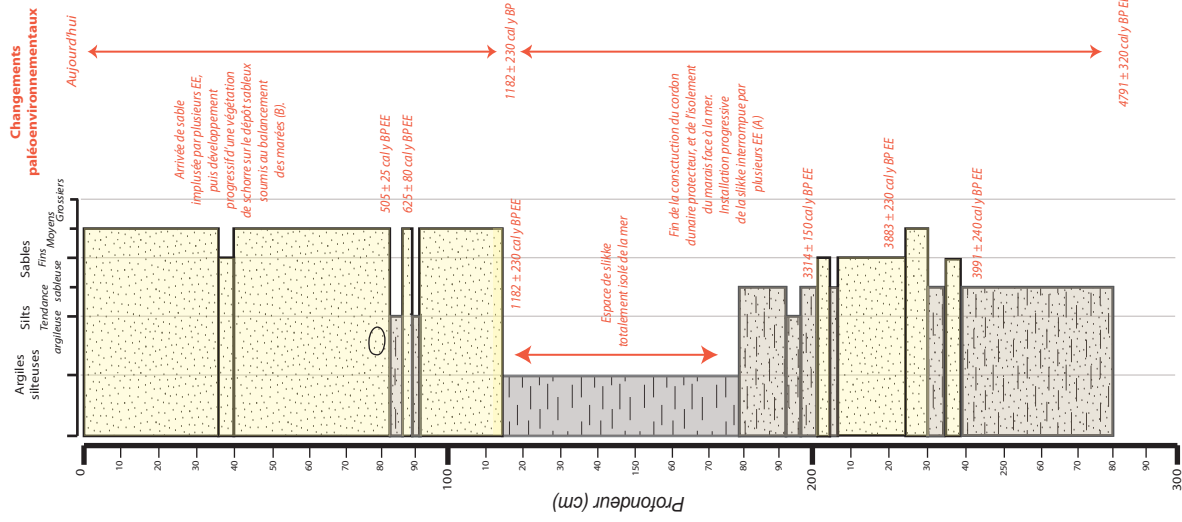 Changements
paléoenvironnementaux
Aujourd'hui
Arrivée de sable
implusée par plusieurs EE,
puis développement
progressif d'une végétation
de schorre sur le dépôt sableux
soumis au balancement
des marées (B).
505 ± 25 cal y BP EE
625 ± 80 cal y BP EE
1182 ± 230 cal y BP
1182 ± 230 cal y BP EE
Espace de slikke
totalement isolé de la mer
Fin de la consctuction du cordon
dunaire protecteur, et de l'isolement
du marais face à la mer.
Installation progressive
de la slikke interrompue par
plusieurs EE (A)
3314 ± 150 cal y BP EE
3883 ± 230 cal y BP EE
3991 ± 240 cal y BP EE
4791 ± 320 cal y BP EE
Argiles
silteuses
Silts
Tendance
argileuse sableuse
Sables
Fins Moyens Grossiers
0
10
20
30
40
50
60
70
80
90
100
10
20
30
40
50
60
70
80
90
200
10
20
30
40
250
60
70
80
90
300
Profondeur (cm)